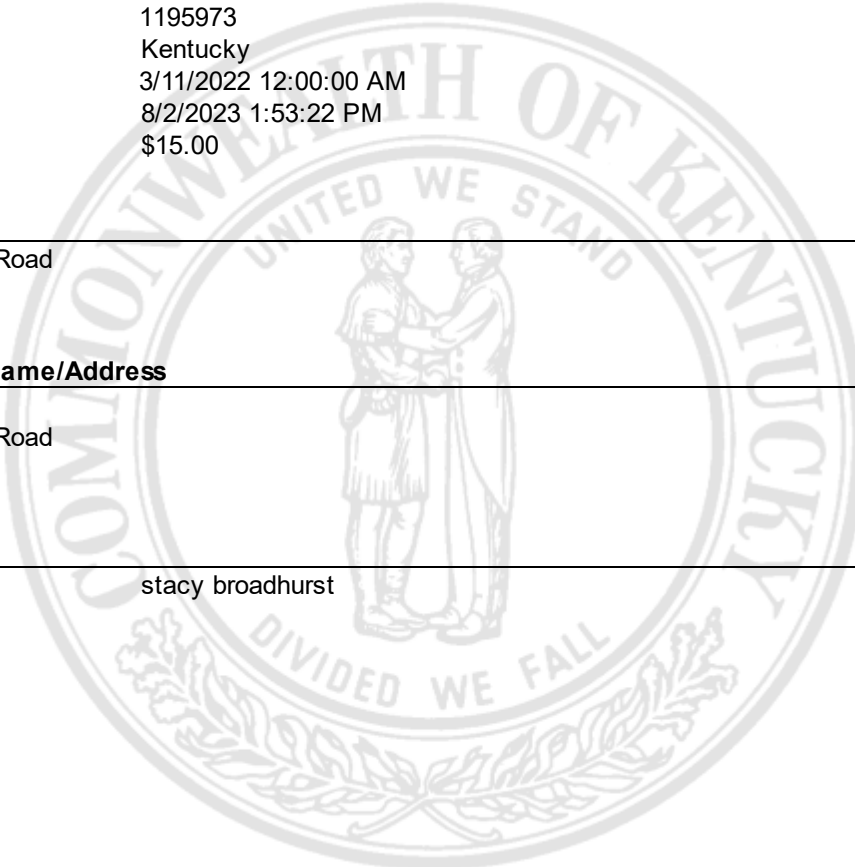 1195973
Kentucky
3/11/2022 12:00:00 AM
8/2/2023 1:53:22 PM
$15.00
COMMONWEALTH OF KENTUCKY
UNITED WE STAND
Road
ame/Address
Road
stacy broadhurst
DIVIDED WE FALL